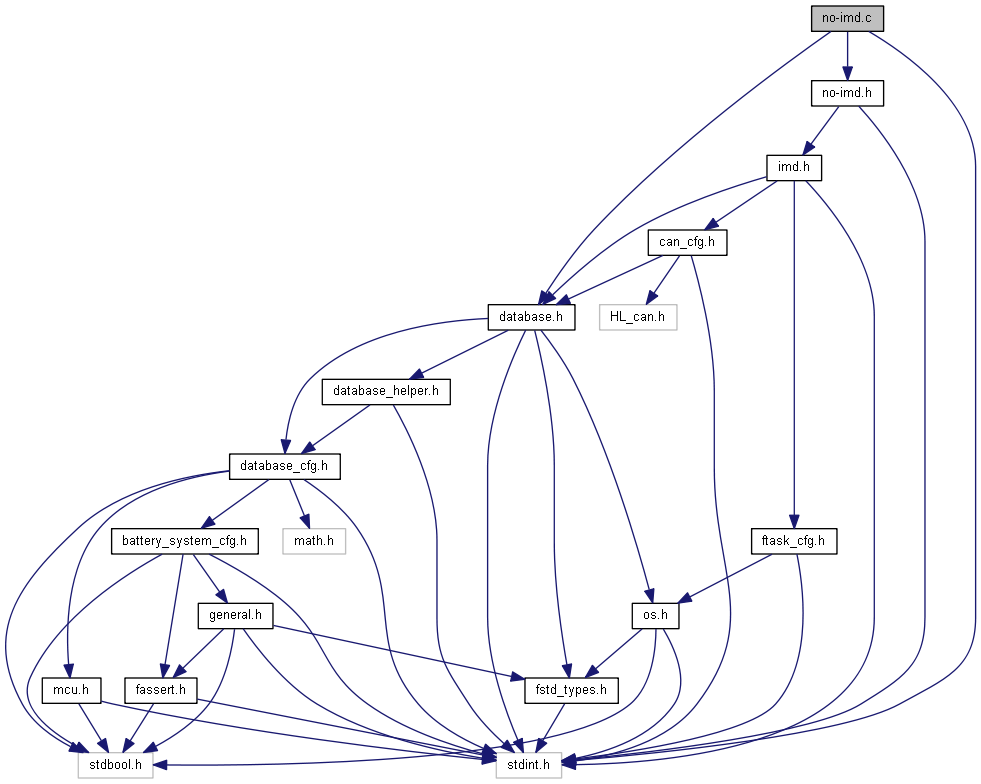 no-imd.c
no-imd.h
imd.h
can_cfg.h
database.h
HL_can.h
database_helper.h
database_cfg.h
battery_system_cfg.h
math.h
ftask_cfg.h
general.h
os.h
mcu.h
fassert.h
fstd_types.h
stdbool.h
stdint.h